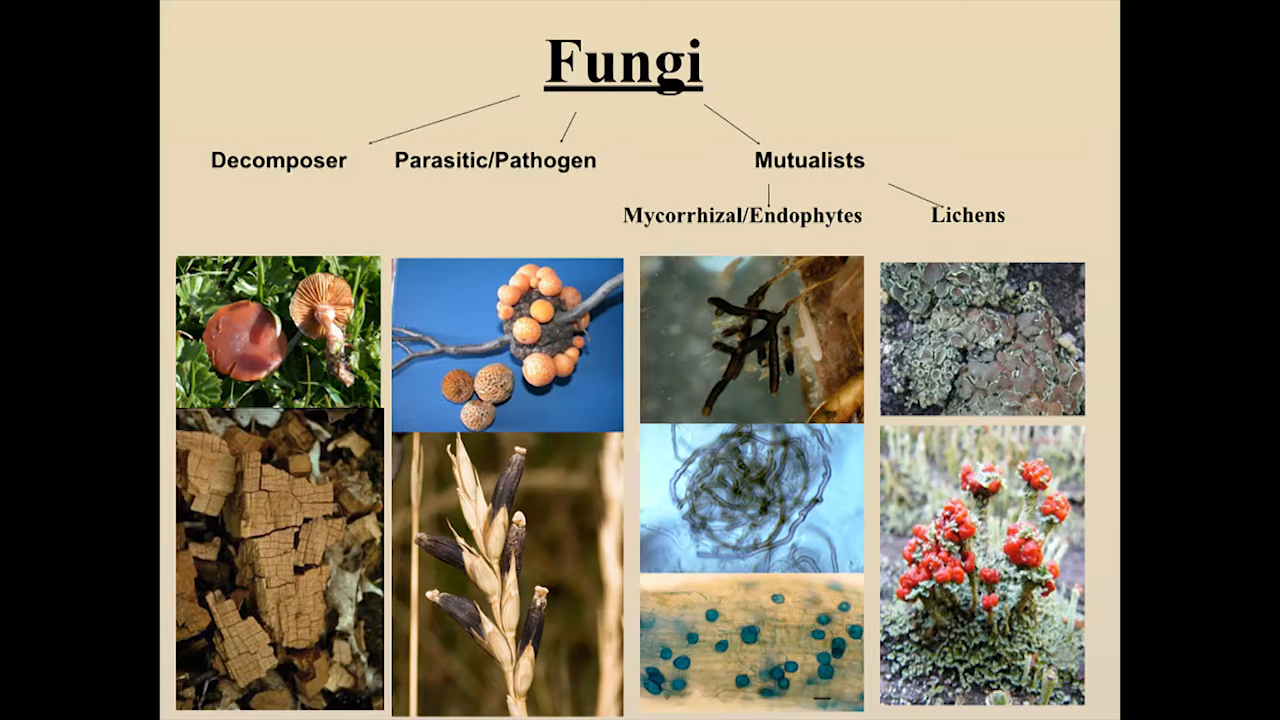 Fungi
Decomposer
Parasitic/Pathogen
Mutualists
Mycorrhizal/Endophytes
Lichens